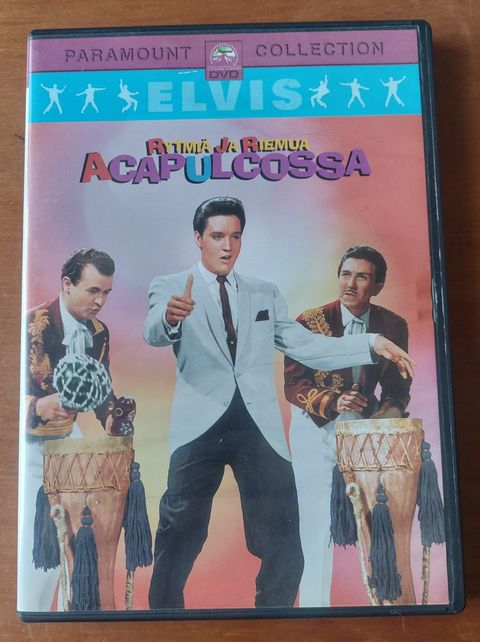 PARAMOUNT COLLECTION
DVD
ELVIS
RYTMIÄ JA RIEMUA
ACAPULCOSSA